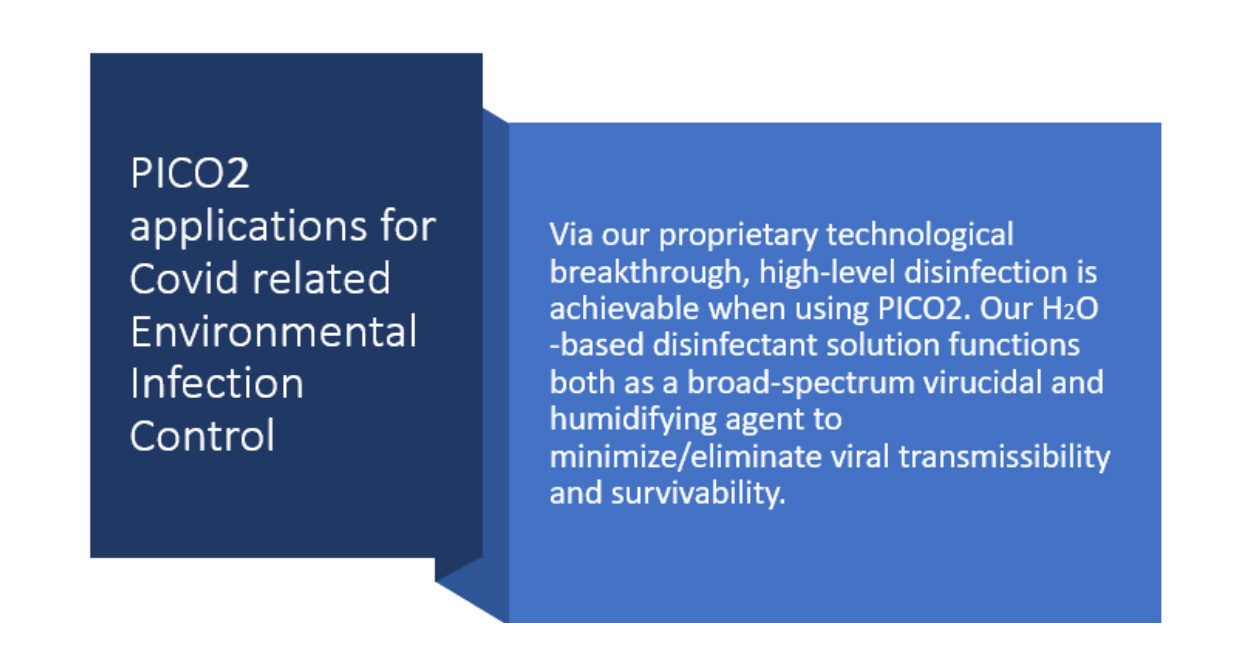 PICO2
applications for
Covid related
Environmental
Infection
Control
Via our proprietary technological
breakthrough, high-level disinfection is
achievable when using PICO2. Our H2O
-based disinfectant solution functions
both as a broad-spectrum virucidal and
humidifying agent to
minimize/eliminate viral transmissibility
and survivability.